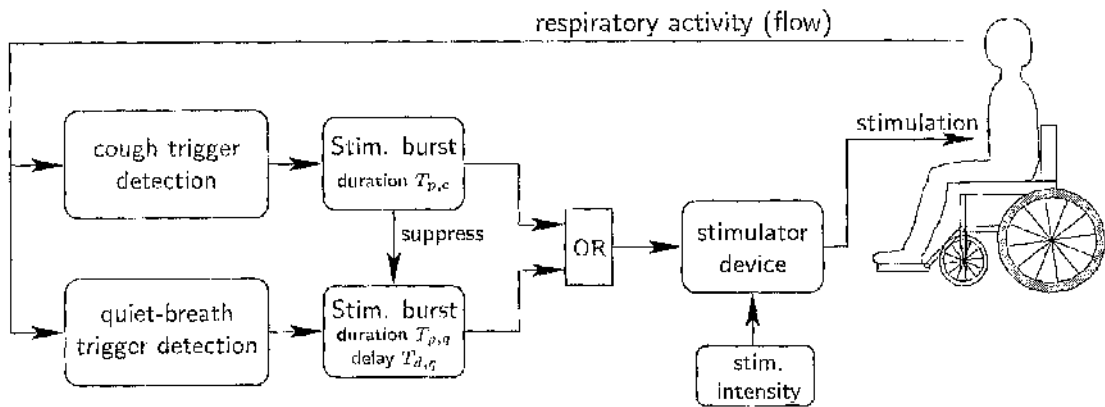 respiratory activity (flow)
cough trigger
detection
Stim. burst
duration T_{p,c}
stimulation
suppress
OR
stimulator
device
quiet-breath
trigger detection
Stim. burst
duration T_{p,q}
delay T_{d,q}
stim.
intensity